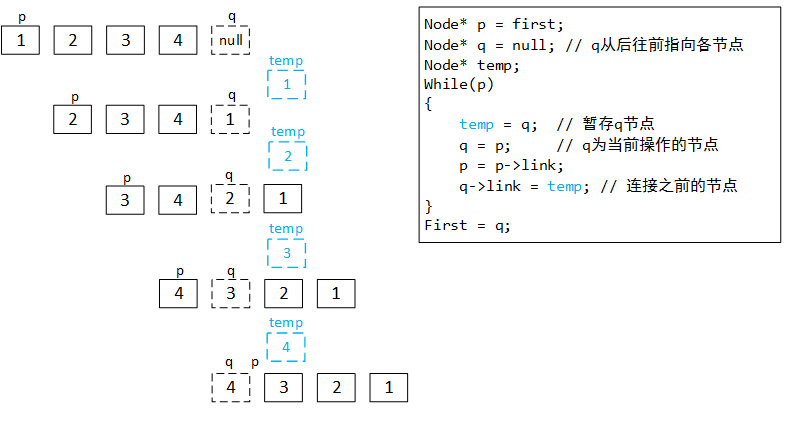 p q
1 2 3 4 null
temp
1
p q
2 3 4 1
temp
2
p q
3 4 2 1
temp
3
p q
4 3 2 1
temp
4
q p
4 3 2 1
Node* p = first;
Node* q = null; // q从后往前指向各节点
Node* temp;
While(p)
{
temp = q; // 暂存q节点
q = p; // q为当前操作的节点
p = p->link;
q->link = temp; // 连接之前的节点
}
First = q;